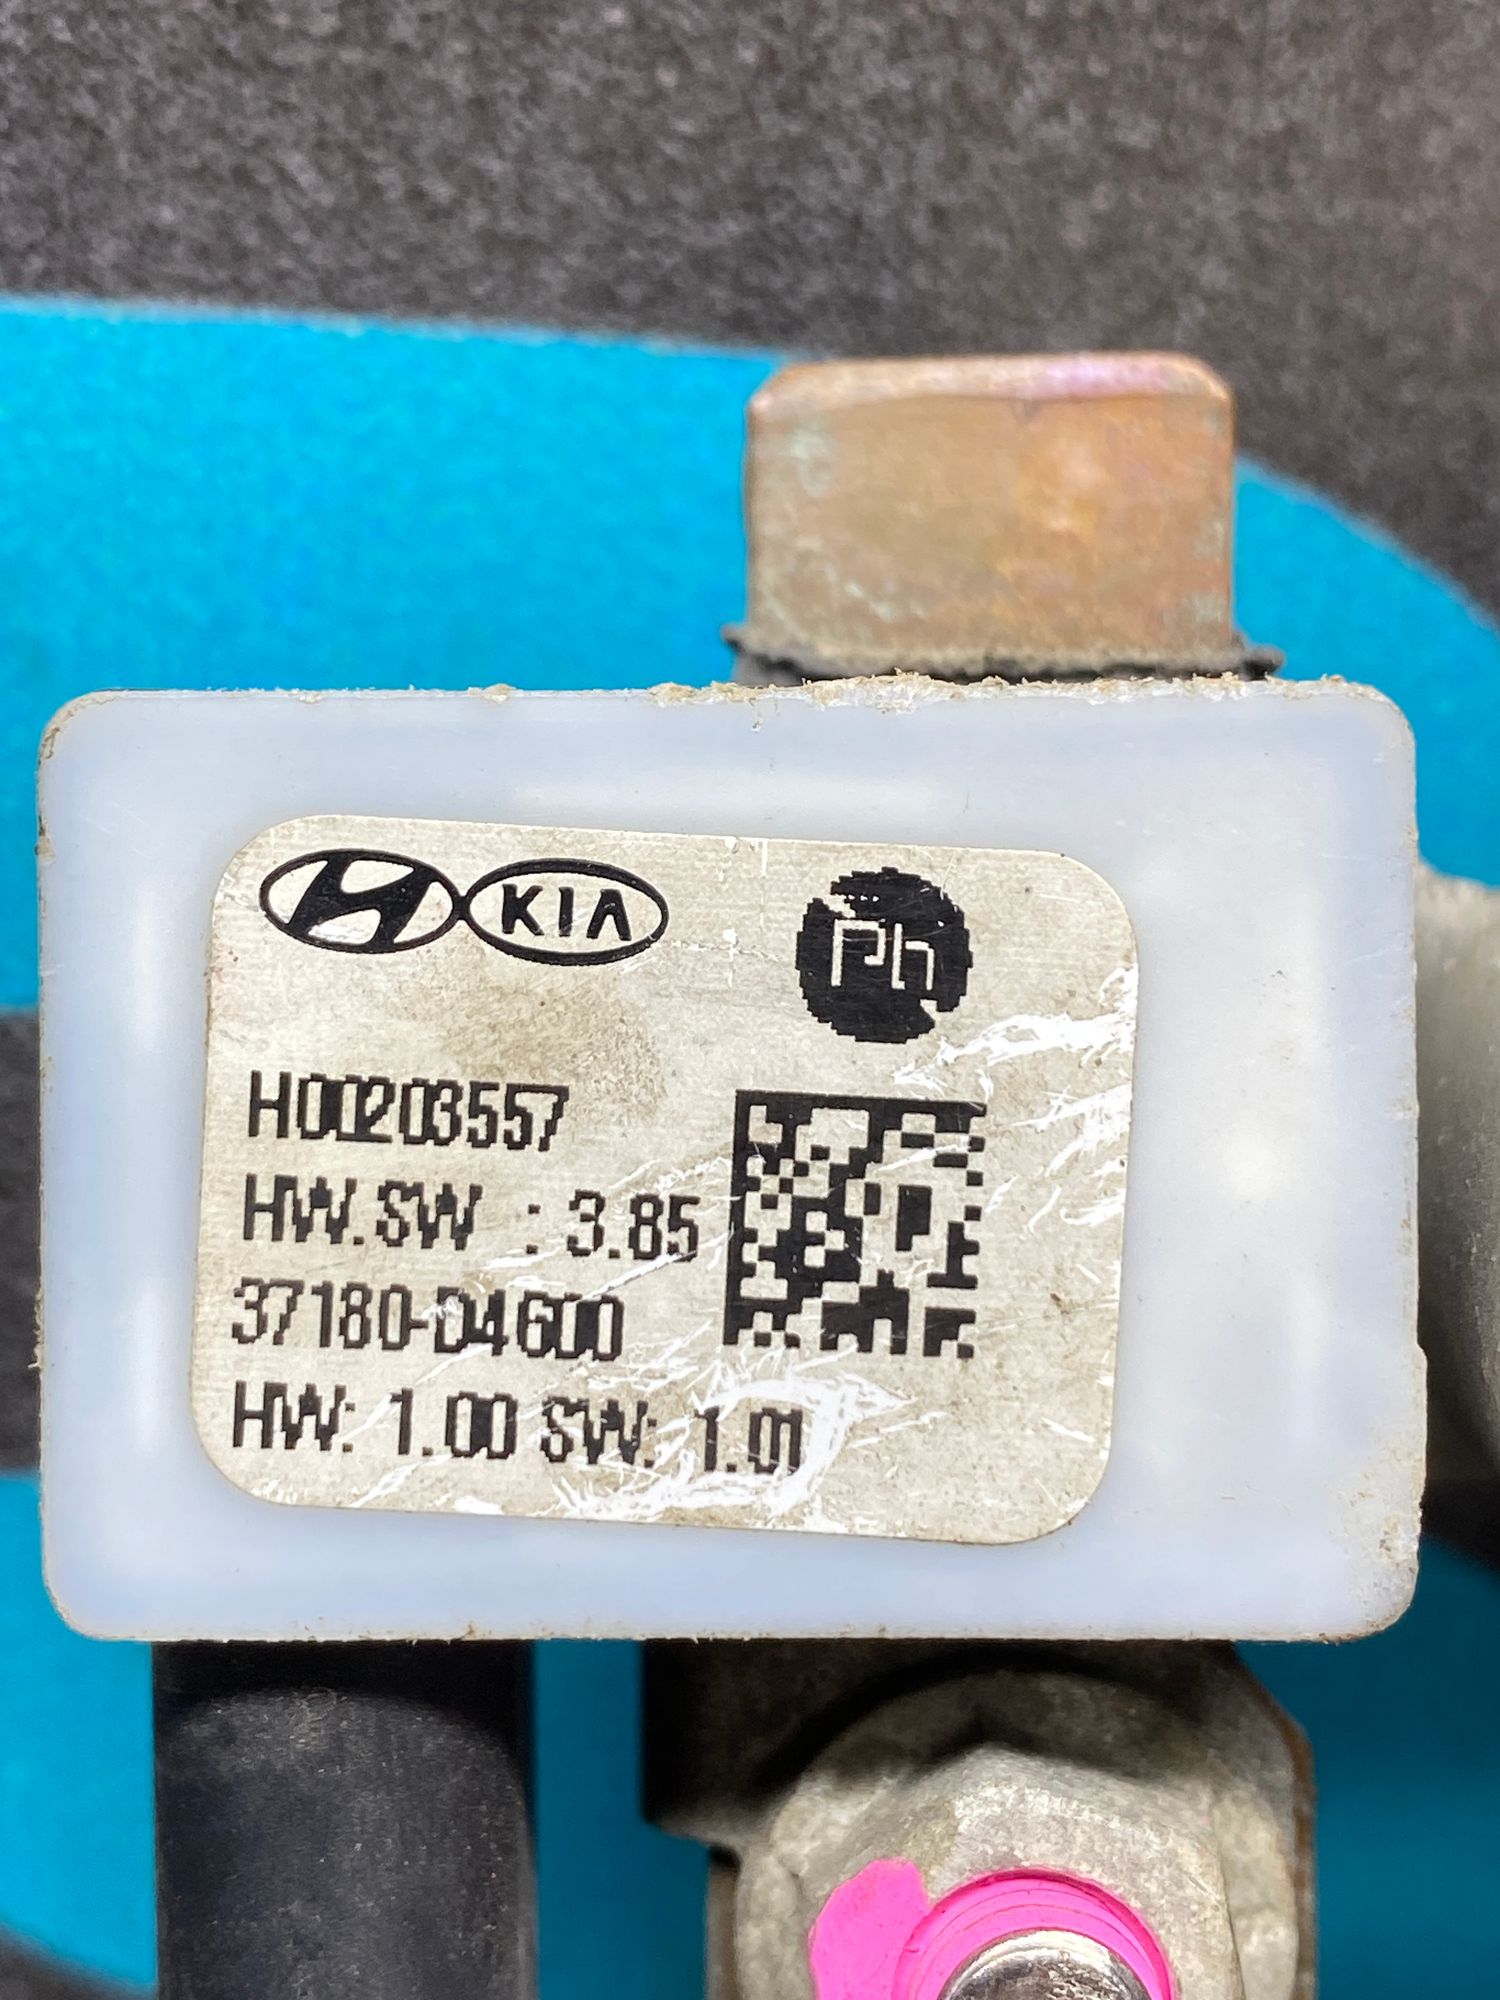 KIA Ph
H00203557
HW.SW : 3.85
37180-D4600
HW: 1.00 SW: 1.01